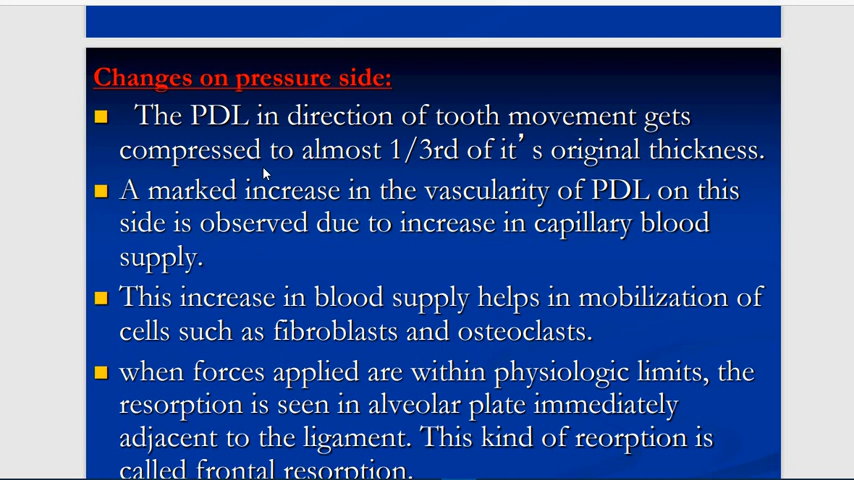 Changes on pressure side:
The PDL in direction of tooth movement gets
compressed to almost 1/3rd of it’s original thickness.
A marked increase in the vascularity of PDL on this
side is observed due to increase in capillary blood
supply.
This increase in blood supply helps in mobilization of
cells such as fibroblasts and osteoclasts.
when forces applied are within physiologic limits, the
resorption is seen in alveolar plate immediately
adjacent to the ligament. This kind of reorption is
called frontal resorption.